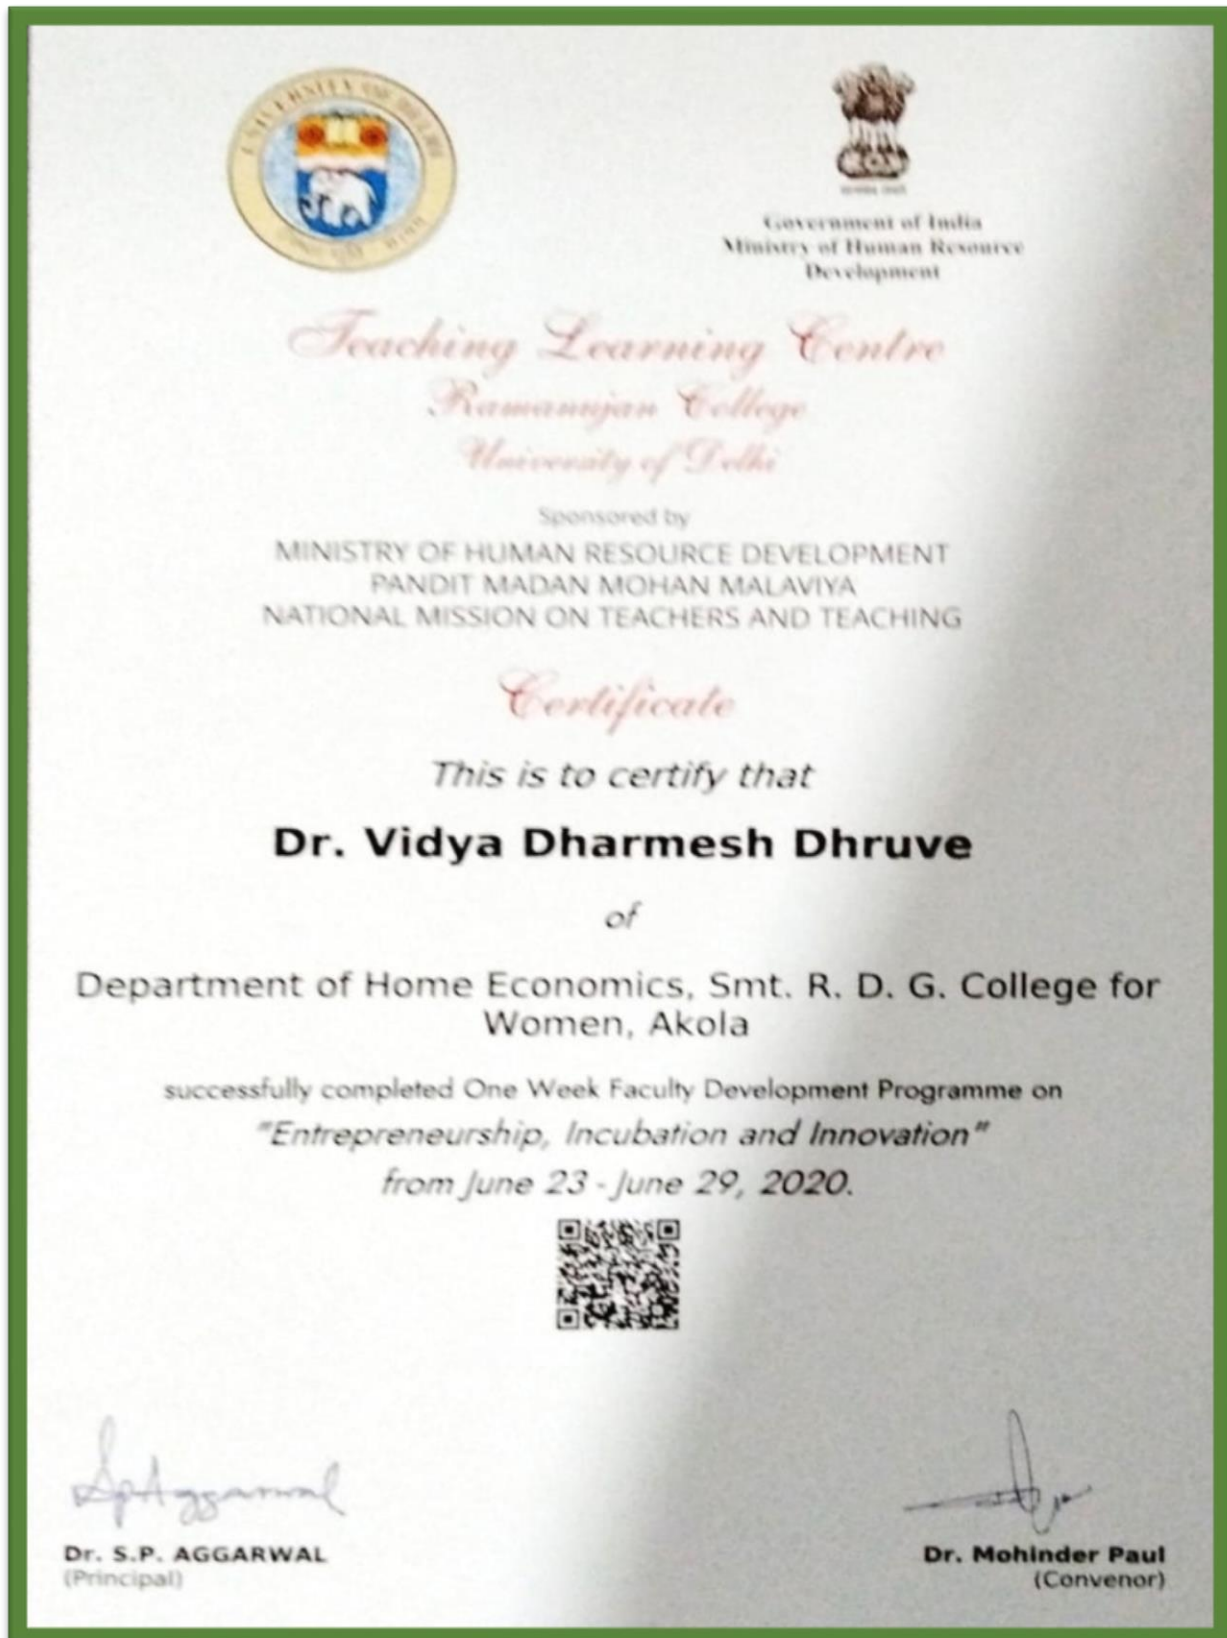 UNIVERSITY OF DELHI
Government of India
Ministry of Human Resource
Development
Teaching Learning Centre
Ramanujan College
University of Delhi
Sponsored by
MINISTRY OF HUMAN RESOURCE DEVELOPMENT
PANDIT MADAN MOHAN MALAVIYA
NATIONAL MISSION ON TEACHERS AND TEACHING
Certificate
This is to certify that
Dr. Vidya Dharmesh Dhruve
of
Department of Home Economics, Smt. R. D. G. College for
Women, Akola
successfully completed One Week Faculty Development Programme on
"Entrepreneurship, Incubation and Innovation"
from June 23 - June 29, 2020.
SpAggarwal
Dr. S.P. AGGARWAL
(Principal)
Dr. Mohinder Paul
(Convenor)